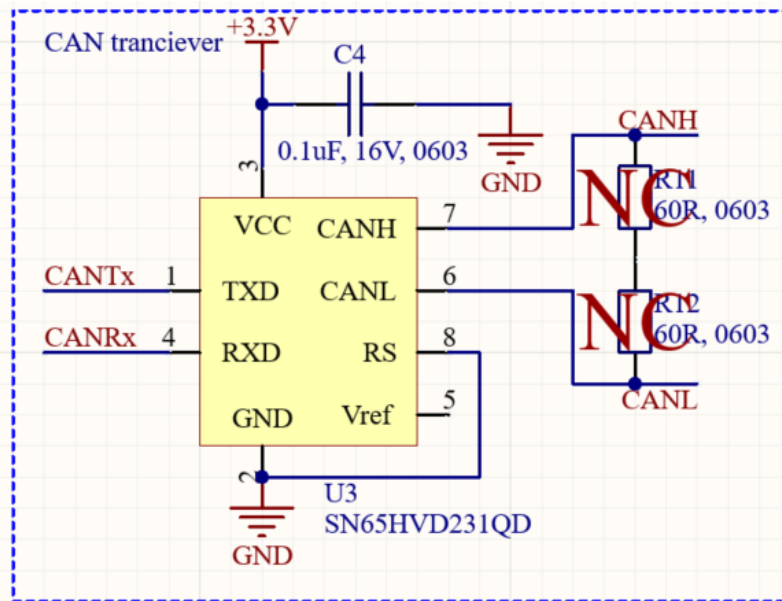 CAN tranciever
+3.3V
C4
0.1uF, 16V, 0603
GND
3
VCC
CANH
7
CANTx
1
TXD
CANL
6
CANRx
4
RXD
RS
8
GND
Vref
5
2
GND
U3
SN65HVD231QD
CANH
NC
R11
60R, 0603
NC
R12
60R, 0603
CANL